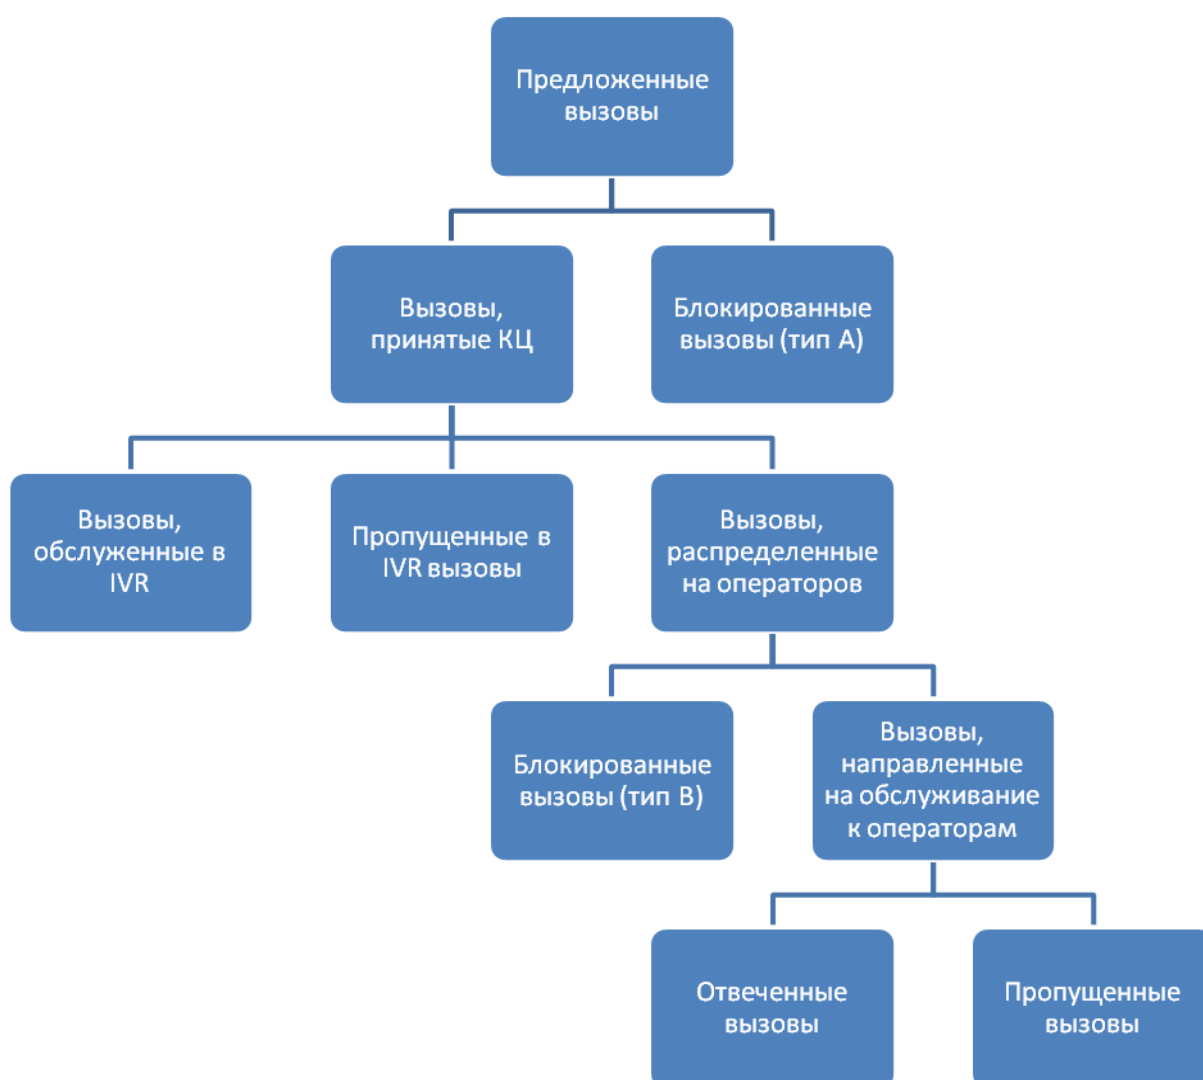 Предложенные
вызовы
Вызовы,
принятые КЦ
Блокированные
вызовы (тип А)
Вызовы,
обслуженные в
IVR
Пропущенные в
IVR вызовы
Вызовы,
распределенные
на операторов
Блокированные
вызовы (тип В)
Вызовы,
направленные
на обслуживание
к операторам
Отвеченные
вызовы
Пропущенные
вызовы